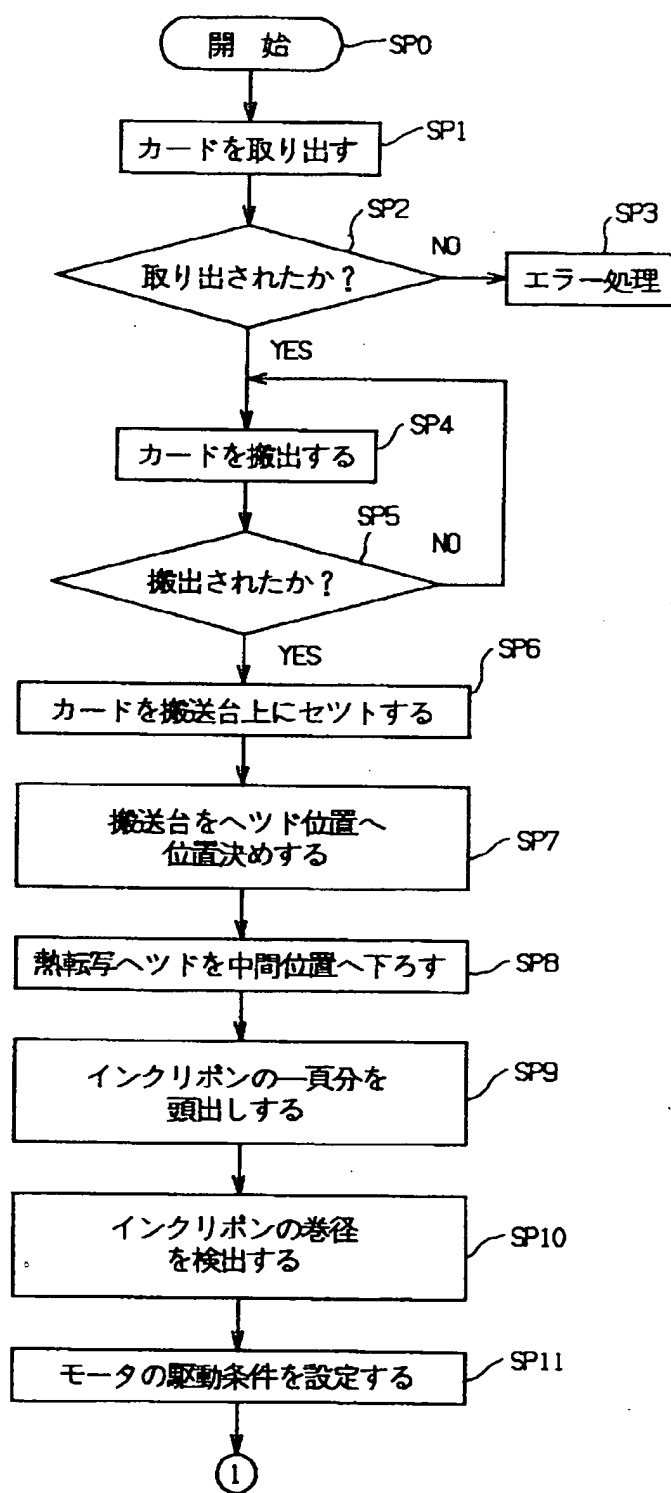 開 始
SP0
カードを取り出す
SP1
取り出されたか？
SP2
NO
エラー処理
SP3
YES
カードを搬出する
SP4
搬出されたか？
SP5
NO
YES
カードを搬送台上にセツトする
SP6
搬送台をヘツド位置へ
位置決めする
SP7
熱転写ヘツドを中間位置へ下ろす
SP8
インクリボンの一頁分を
頭出しする
SP9
インクリボンの巻径
を検出する
SP10
モータの駆動条件を設定する
SP11
1